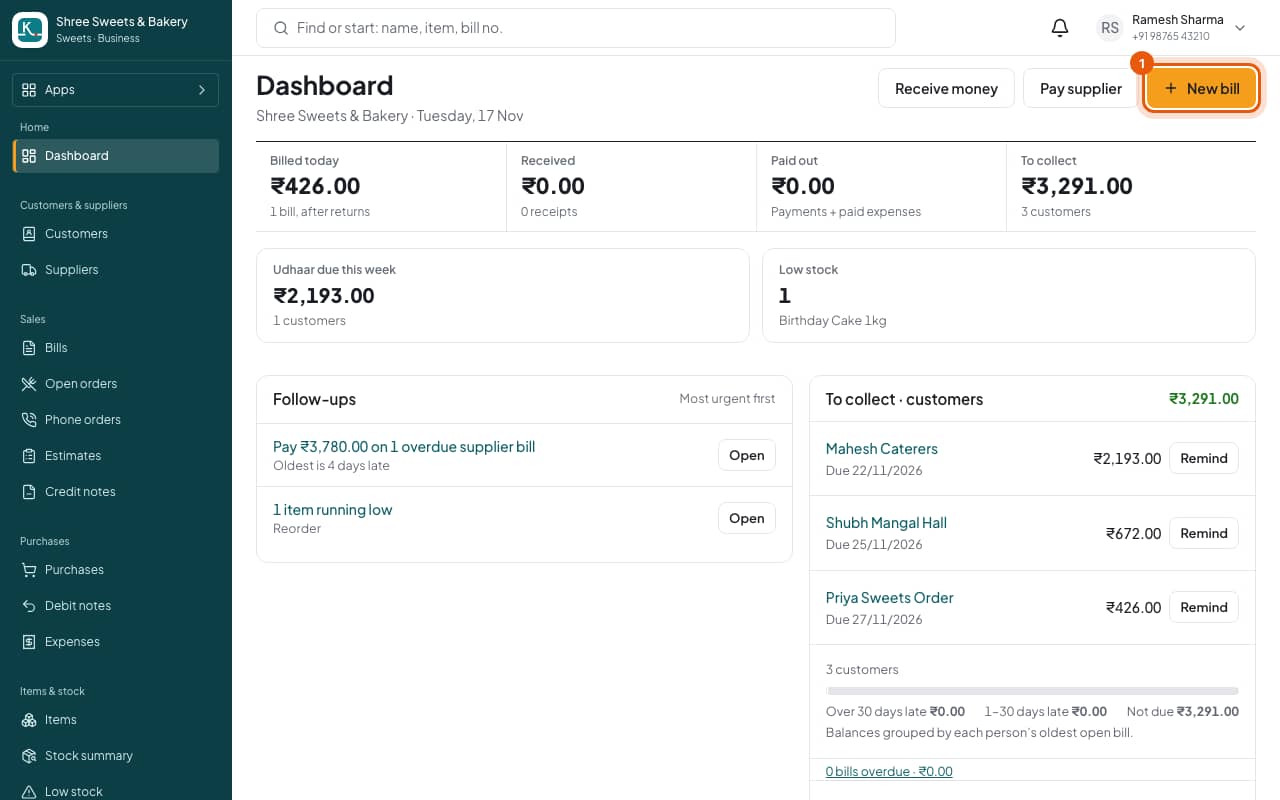 K
Shree Sweets & Bakery
Sweets · Business
Apps
Home
Dashboard
Customers & suppliers
Customers
Suppliers
Sales
Bills
Open orders
Phone orders
Estimates
Credit notes
Purchases
Purchases
Debit notes
Expenses
Items & stock
Items
Stock summary
Low stock
Find or start: name, item, bill no.
RS
Ramesh Sharma
+91 98765 43210
Dashboard
Shree Sweets & Bakery · Tuesday, 17 Nov
Receive money
Pay supplier
1
+ New bill
Billed today
₹426.00
1 bill, after returns
Received
₹0.00
0 receipts
Paid out
₹0.00
Payments + paid expenses
To collect
₹3,291.00
3 customers
Udhaar due this week
₹2,193.00
1 customers
Low stock
1
Birthday Cake 1kg
Follow-ups
Most urgent first
Pay ₹3,780.00 on 1 overdue supplier bill
Oldest is 4 days late
Open
1 item running low
Reorder
Open
To collect · customers
₹3,291.00
Mahesh Caterers
Due 22/11/2026
₹2,193.00
Remind
Shubh Mangal Hall
Due 25/11/2026
₹672.00
Remind
Priya Sweets Order
Due 27/11/2026
₹426.00
Remind
3 customers
Over 30 days late ₹0.00
1–30 days late ₹0.00
Not due ₹3,291.00
Balances grouped by each person's oldest open bill.
0 bills overdue · ₹0.00